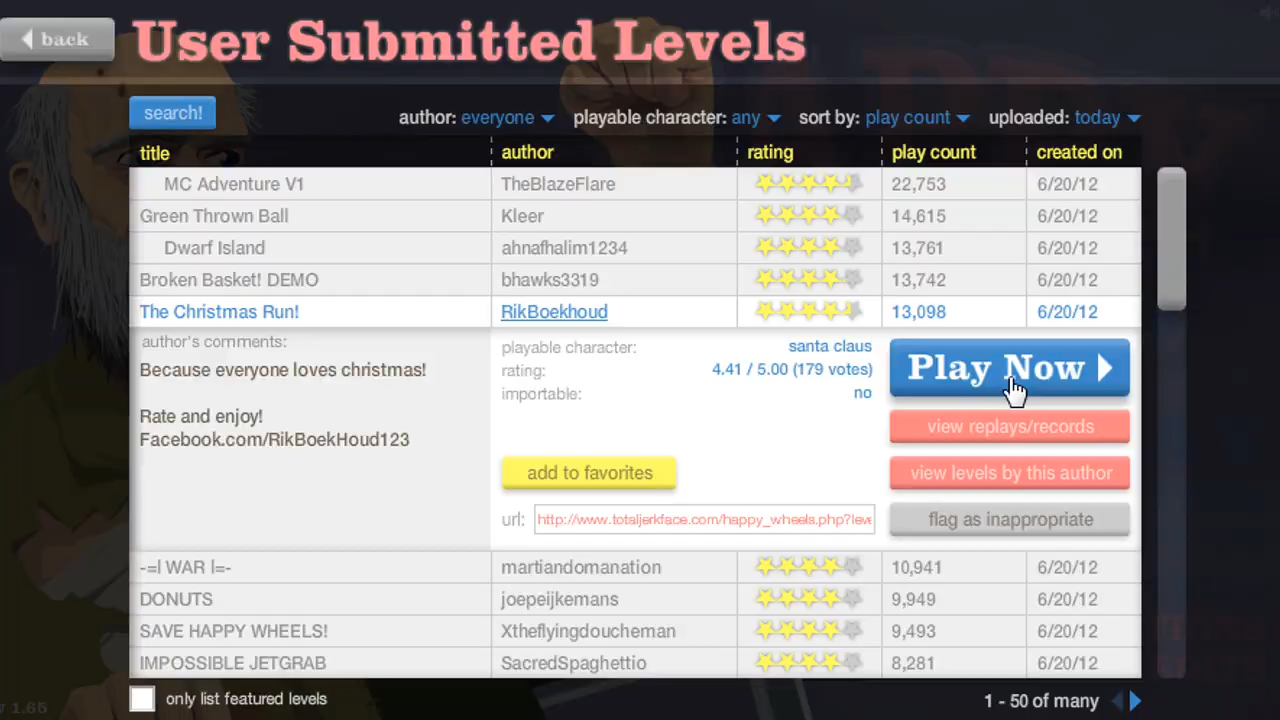 back
User Submitted Levels
search!
author: everyone playable character: any sort by: play count uploaded: today
title author rating play count created on
MC Adventure V1 TheBlazeFlare 22,753 6/20/12
Green Thrown Ball Kleer 14,615 6/20/12
Dwarf Island ahnafhalim1234 13,761 6/20/12
Broken Basket! DEMO bhawks3319 13,742 6/20/12
The Christmas Run! RikBoekhoud 13,098 6/20/12
author's comments:
Because everyone loves christmas!
Rate and enjoy!
Facebook.com/RikBoekHoud123
playable character: santa claus
rating: 4.41 / 5.00 (179 votes)
importable: no
add to favorites
url: http://www.totaljerkface.com/happy_wheels.php?leve
Play Now
view replays/records
view levels by this author
flag as inappropriate
-=l WAR l=- martiandomanation 10,941 6/20/12
DONUTS joepeijkemans 9,949 6/20/12
SAVE HAPPY WHEELS! Xtheflyingdoucheman 9,493 6/20/12
IMPOSSIBLE JETGRAB SacredSpaghettio 8,281 6/20/12
only list featured levels
1 - 50 of many
v 1.65